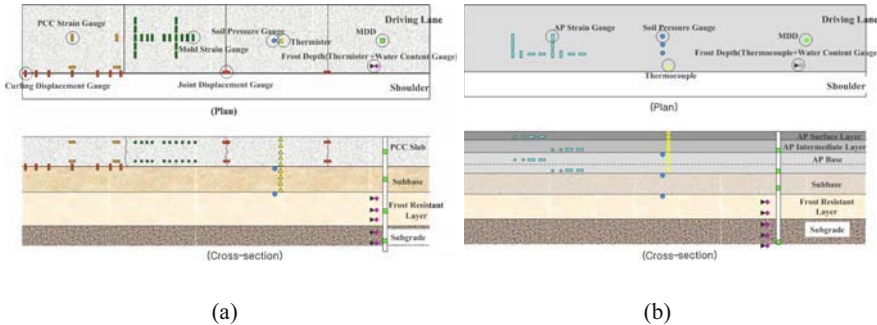 PCC Strain Gauge
Soil Pressure Gauge
Driving Lane
Thermister
MDD
Mold Strain Gauge
Frost Depth(Thermister +Water Content Gauge)
Curling Displacement Gauge
Joint Displacement Gauge
Shoulder
(Plan)
PCC Slab
Subbase
Frost Resistant
Layer
Subgrade
(Cross-section)
(a)
Driving Lane
AP Strain Gauge
Soil Pressure Gauge
MDD
Frost Depth(Thermocouple+Water Content Gauge)
Thermocouple
Shoulder
(Plan)
AP Surface Layer
AP Intermediate Layer
AP Base
Subbase
Frost Resistant
Layer
Subgrade
(Cross-section)
(b)